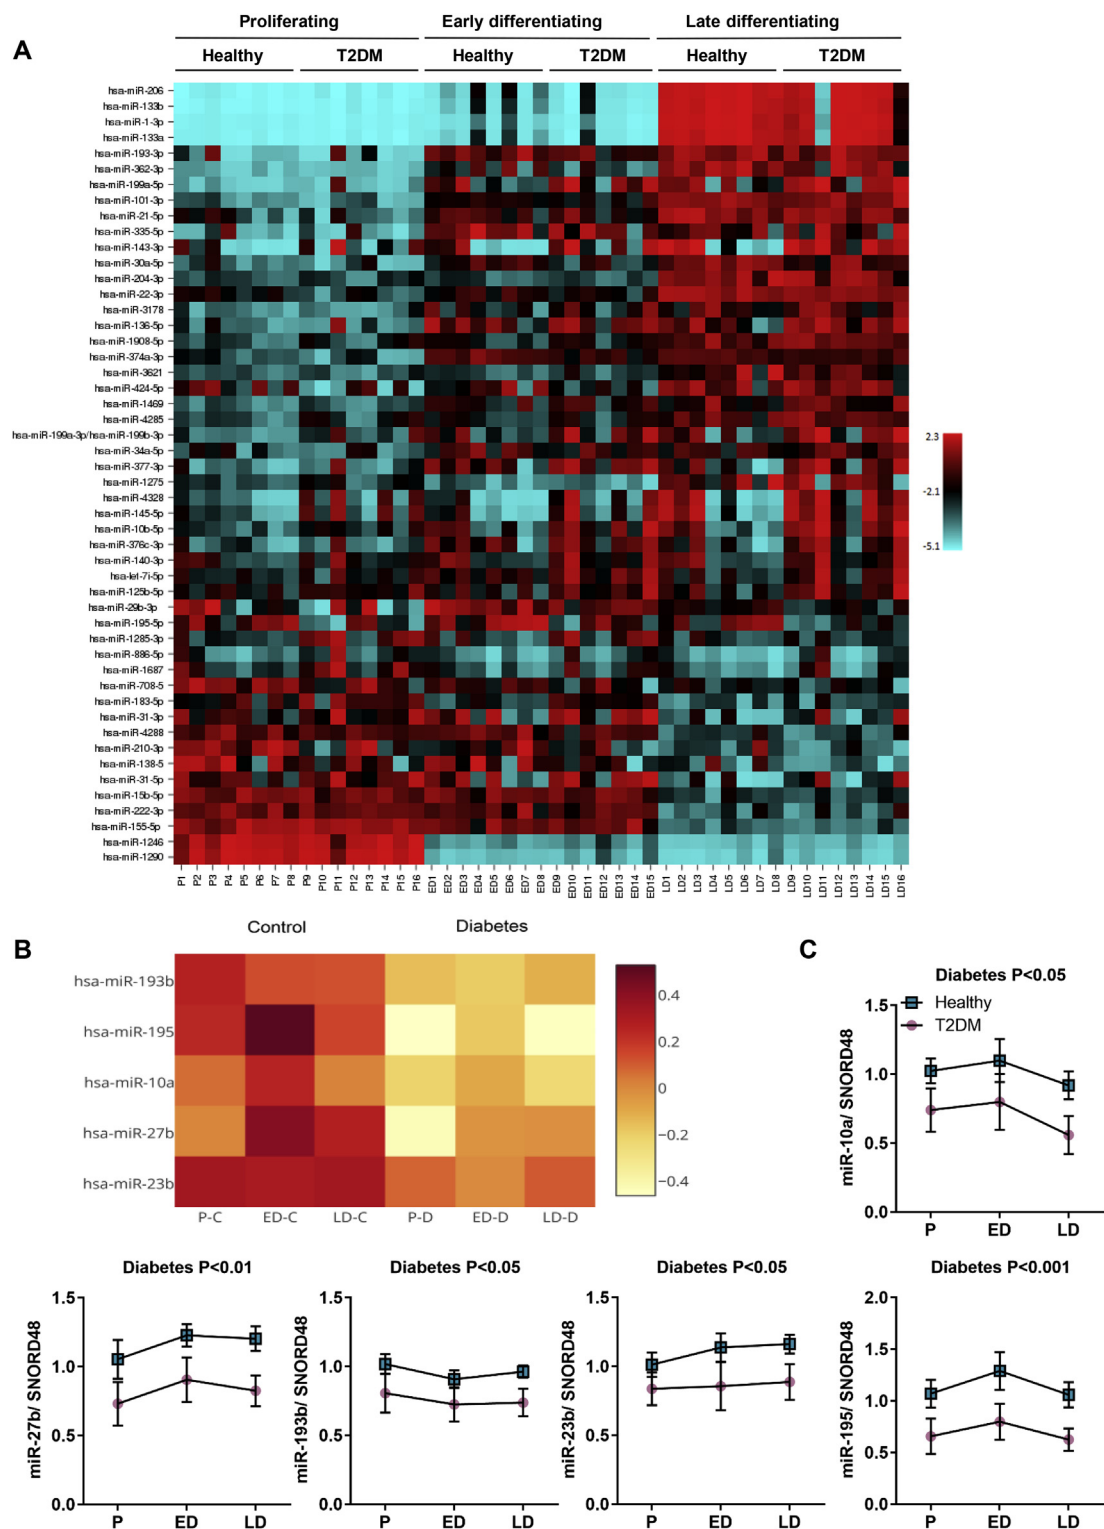 Proliferating Early differentiating Late differentiating
A
Healthy T2DM Healthy T2DM Healthy T2DM
hsa-miR-206
hsa-miR-133b
hsa-miR-1-3p
hsa-miR-133a
hsa-miR-193-3p
hsa-miR-362-3p
hsa-miR-199a-5p
hsa-miR-101-3p
hsa-miR-21-5p
hsa-miR-335-5p
hsa-miR-143-3p
hsa-miR-30a-5p
hsa-miR-204-3p
hsa-miR-22-3p
hsa-miR-3178
hsa-miR-136-5p
hsa-miR-1908-5p
hsa-miR-374a-3p
hsa-miR-3621
hsa-miR-424-5p
hsa-miR-1469
hsa-miR-4285
hsa-miR-199a-3p/hsa-miR-199b-3p
hsa-miR-34a-5p
hsa-miR-377-3p
hsa-miR-1275
hsa-miR-4328
hsa-miR-145-5p
hsa-miR-10b-5p
hsa-miR-376c-3p
hsa-miR-140-3p
hsa-let-7i-5p
hsa-miR-125b-5p
hsa-miR-29b-3p
hsa-miR-195-5p
hsa-miR-1285-3p
hsa-miR-886-5p
hsa-miR-1687
hsa-miR-708-5
hsa-miR-183-5p
hsa-miR-31-3p
hsa-miR-4288
hsa-miR-210-3p
hsa-miR-138-5
hsa-miR-31-5p
hsa-miR-15b-5p
hsa-miR-222-3p
hsa-miR-155-5p
hsa-miR-1246
hsa-miR-1290
2.3
-2.1
-5.1
P1 P2 P3 P4 P5 P6 P7 P8 P9 P10 P11 P12 P13 P14 P15 P16 ED1 ED2 ED3 ED4 ED5 ED6 ED7 ED8 ED9 ED10 ED11 ED12 ED13 ED14 ED15 LD1 LD2 LD3 LD4 LD5 LD6 LD7 LD8 LD9 LD10 LD11 LD12 LD13 LD14 LD15 LD16
B
Control Diabetes
hsa-miR-193b
hsa-miR-195
hsa-miR-10a
hsa-miR-27b
hsa-miR-23b
P-C ED-C LD-C P-D ED-D LD-D
0.4
0.2
0
−0.2
−0.4
C
Diabetes P<0.05
Healthy
T2DM
miR-10a/ SNORD48
1.5
1.0
0.5
0.0
P ED LD
Diabetes P<0.01
miR-27b/ SNORD48
1.5
1.0
0.5
0.0
P ED LD
Diabetes P<0.05
miR-193b/ SNORD48
1.5
1.0
0.5
0.0
P ED LD
Diabetes P<0.05
miR-23b/ SNORD48
1.5
1.0
0.5
0.0
P ED LD
Diabetes P<0.001
miR-195/ SNORD48
2.0
1.5
1.0
0.5
0.0
P ED LD